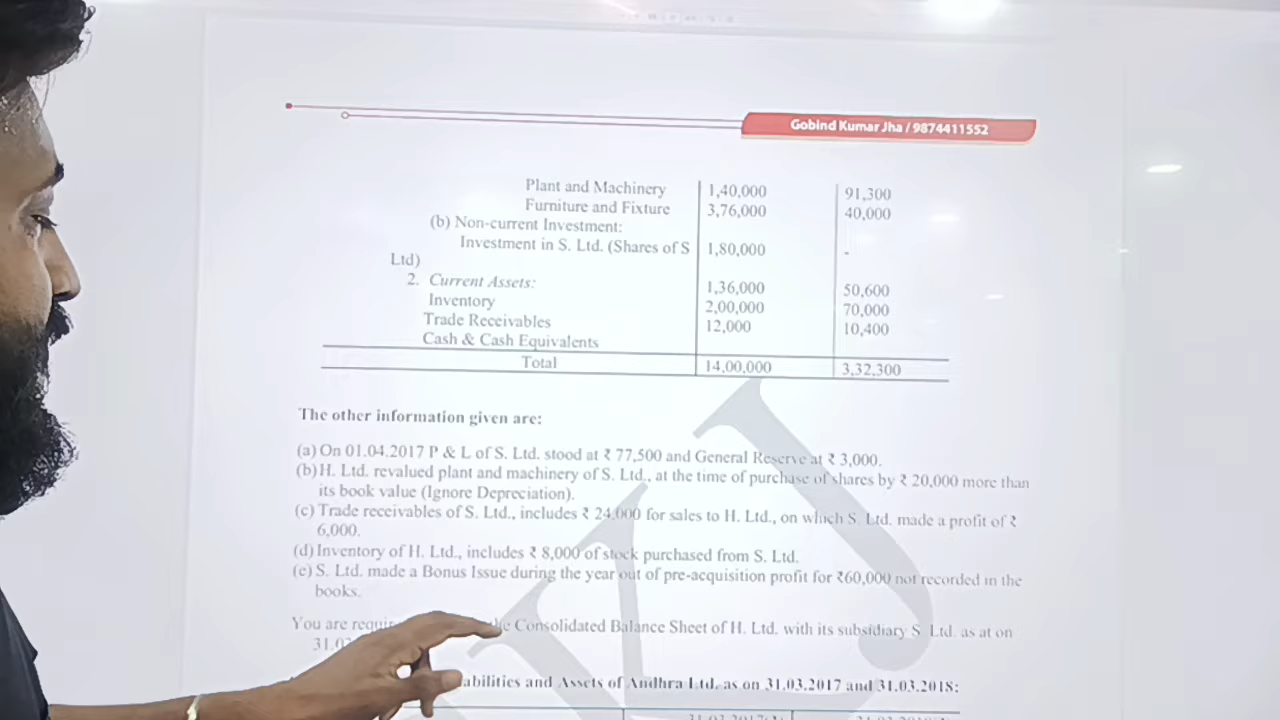 Gobind Kumar Jha / 9874411552
Plant and Machinery 1,40,000 91,300
Furniture and Fixture 3,76,000 40,000
(b) Non-current Investment:
Investment in S. Ltd. (Shares of S 1,80,000 -
Ltd)
2. Current Assets:
Inventory 1,36,000 50,600
Trade Receivables 2,00,000 70,000
Cash & Cash Equivalents 12,000 10,400
Total 14,00,000 3,32,300
The other information given are:
(a) On 01.04.2017 P & L of S. Ltd. stood at ₹ 77,500 and General Reserve at ₹ 3,000.
(b) H. Ltd. revalued plant and machinery of S. Ltd., at the time of purchase of shares by ₹ 20,000 more than
its book value (Ignore Depreciation).
(c) Trade receivables of S. Ltd., includes ₹ 24,000 for sales to H. Ltd., on which S. Ltd. made a profit of ₹
6,000.
(d) Inventory of H. Ltd., includes ₹ 8,000 of stock purchased from S. Ltd.
(e) S. Ltd. made a Bonus Issue during the year out of pre-acquisition profit for ₹60,000 not recorded in the
books.
You are Consolidated Balance Sheet of H. Ltd. with its subsidiary S. Ltd. as at on
abilities and Assets of Andhra Ltd. as on 31.03.2017 and 31.03.2018:
KJ